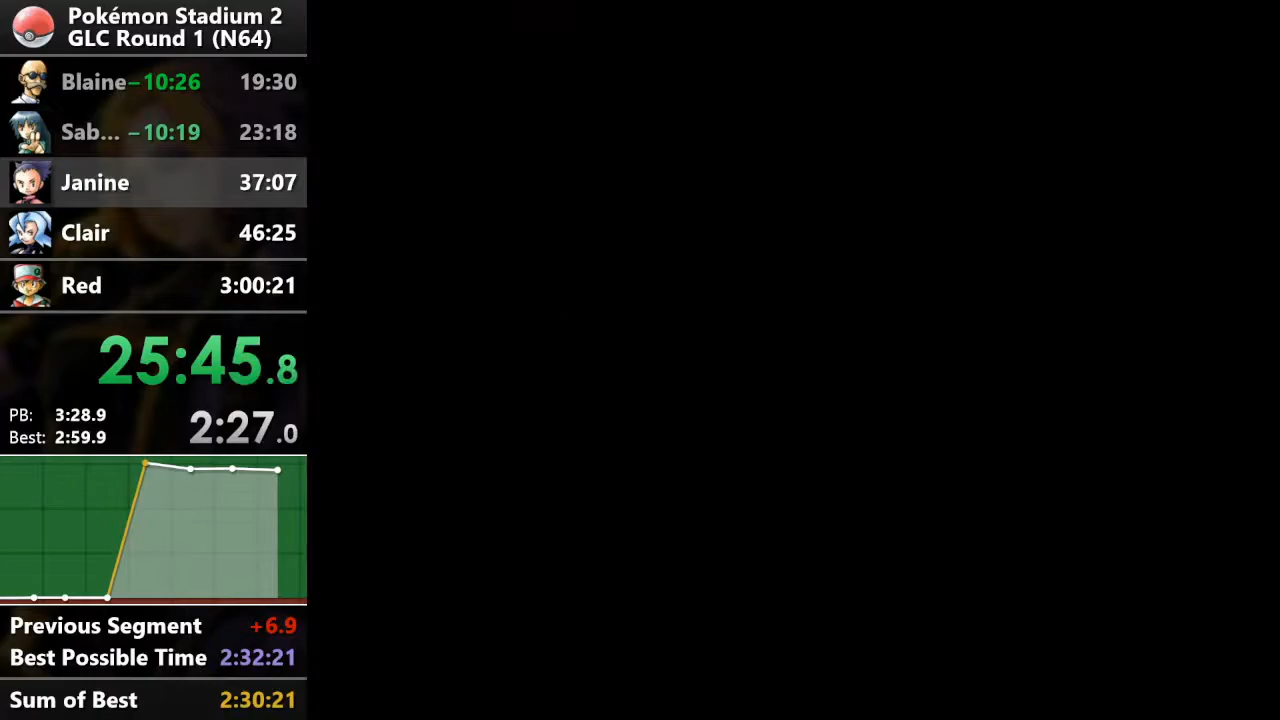 Pokémon Stadium 2
GLC Round 1 (N64)
Blaine −10:26 19:30
Sab... −10:19 23:18
Janine 37:07
Clair 46:25
Red 3:00:21
25:45.8
PB: 3:28.9
Best: 2:59.9
2:27.0
Previous Segment +6.9
Best Possible Time 2:32:21
Sum of Best 2:30:21